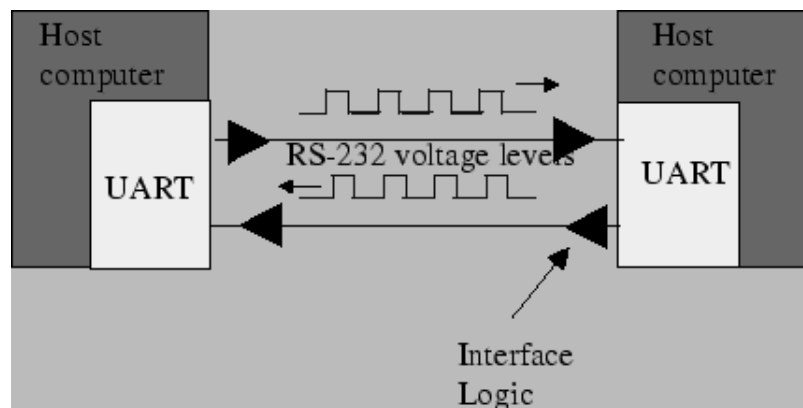 Host
computer
Host
computer
RS-232 voltage levels
UART
UART
Interface
Logic